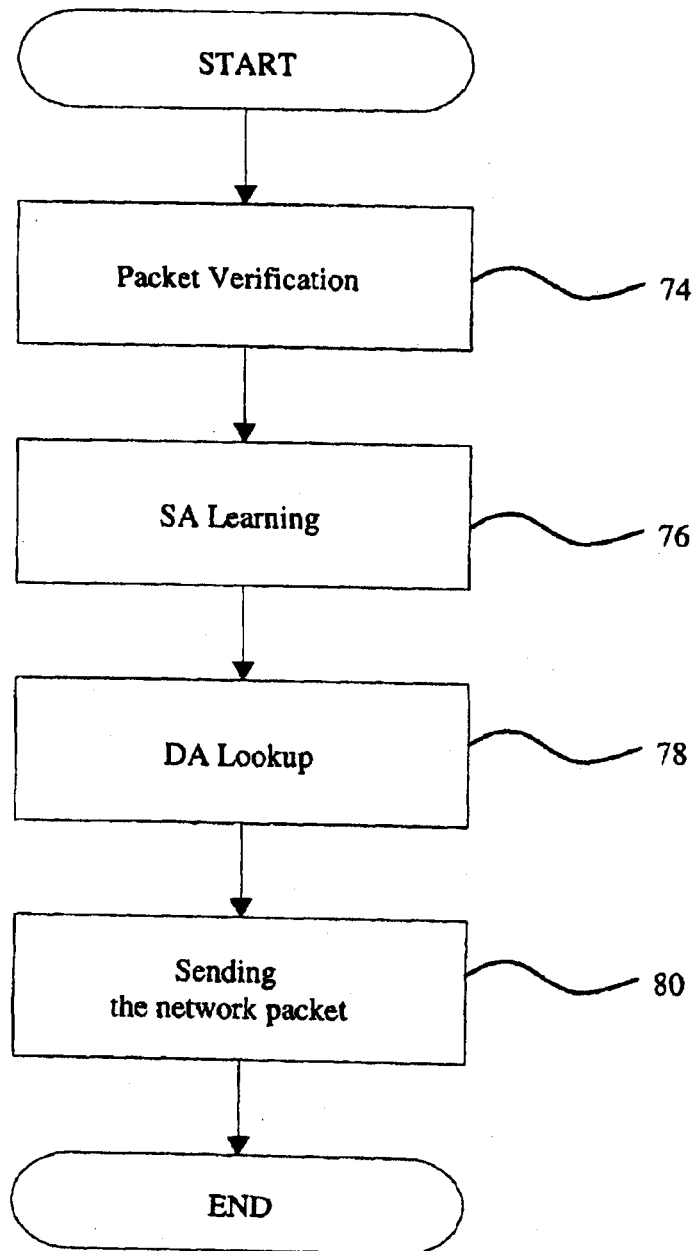 START
Packet Verification
74
SA Learning
76
DA Lookup
78
Sending
the network packet
80
END